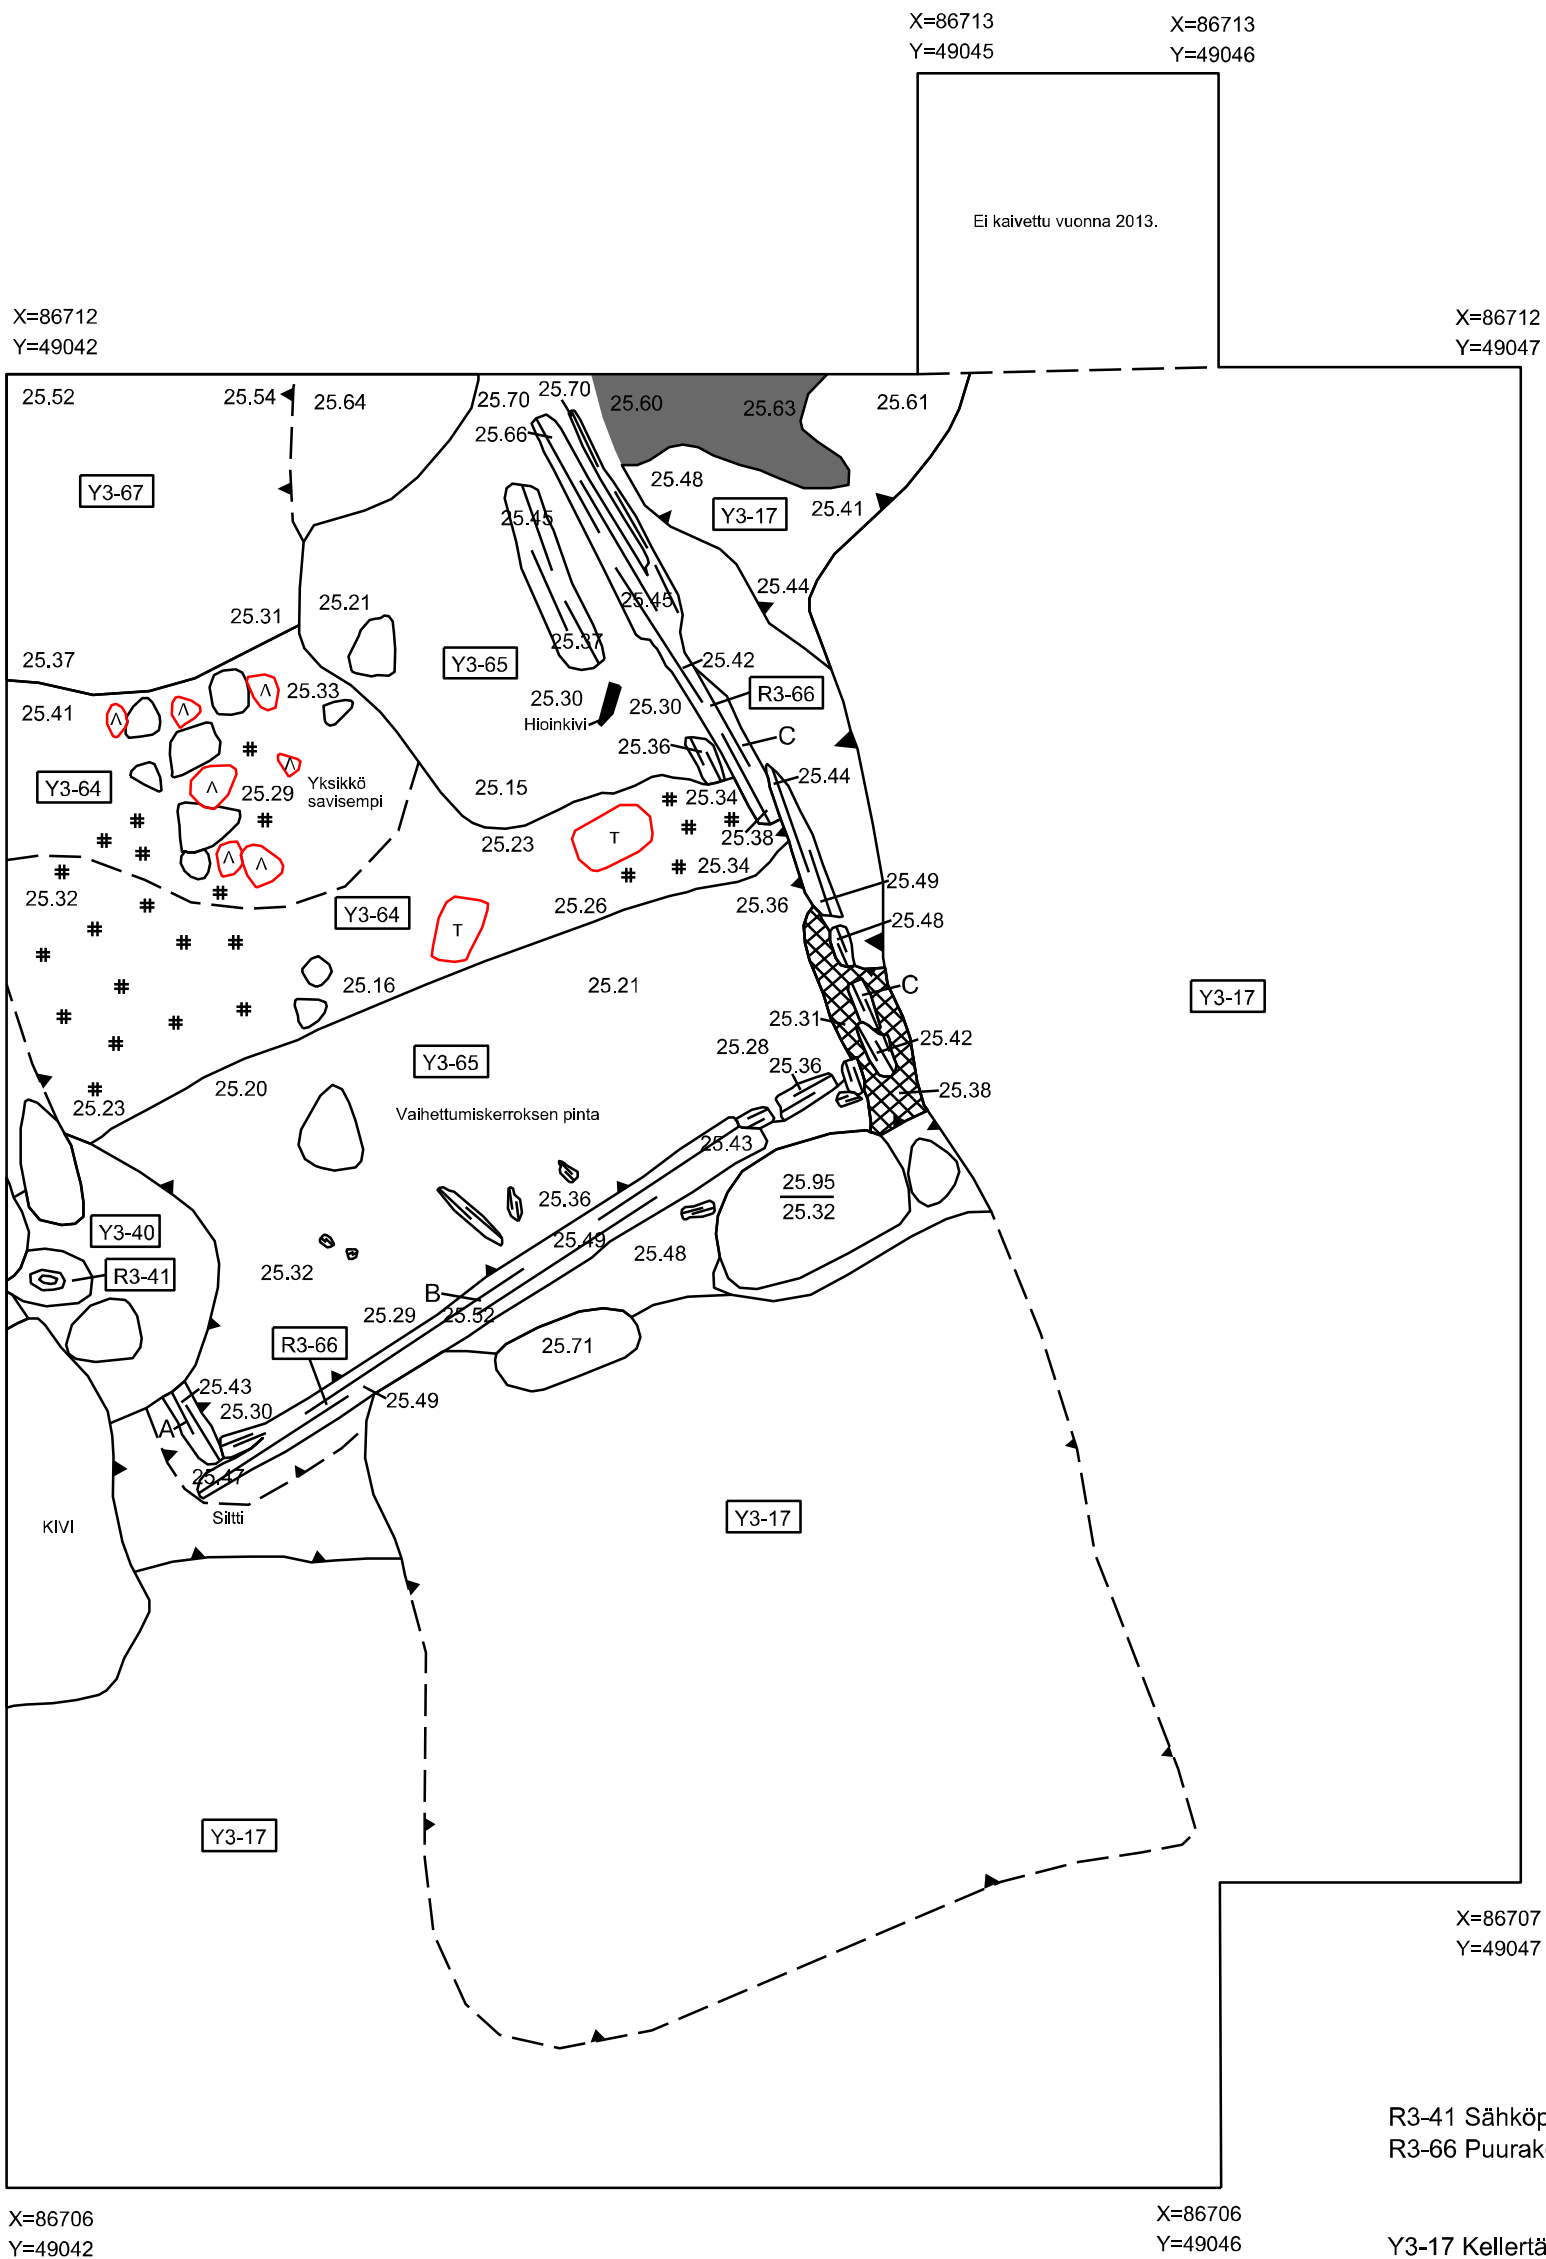 X=86713
Y=49045
X=86713
Y=49046
Ei kaivettu vuonna 2013.
X=86712
Y=49042
X=86712
Y=49047
25.52
25.54
25.64
25.70
25.70
25.60
25.63
25.61
25.66
Y3-67
25.48
25.45
Y3-17
25.41
25.44
25.31
25.21
25.45
25.37
25.37
Y3-65
25.42
25.33
25.30
25.30
R3-66
25.41
Hioinkivi
25.36
C
25.44
Y3-64
Yksikkö
savisempi
25.29
25.15
25.34
25.38
25.23
T
25.34
25.32
Y3-64
25.26
25.36
25.49
25.48
T
25.16
25.21
C
Y3-17
25.31
25.42
25.28
Y3-65
25.36
25.20
25.38
25.23
Vaihettumiskerroksen pinta
25.43
25.95
25.32
25.36
Y3-40
25.49
25.48
R3-41
25.32
B
25.29
25.52
R3-66
25.71
25.43
25.49
25.30
A
25.47
Siltti
KIVI
Y3-17
Y3-17
X=86707
Y=49047
R3-41
R3-66
X=86706
Y=49042
X=86706
Y=49046
Y3-17